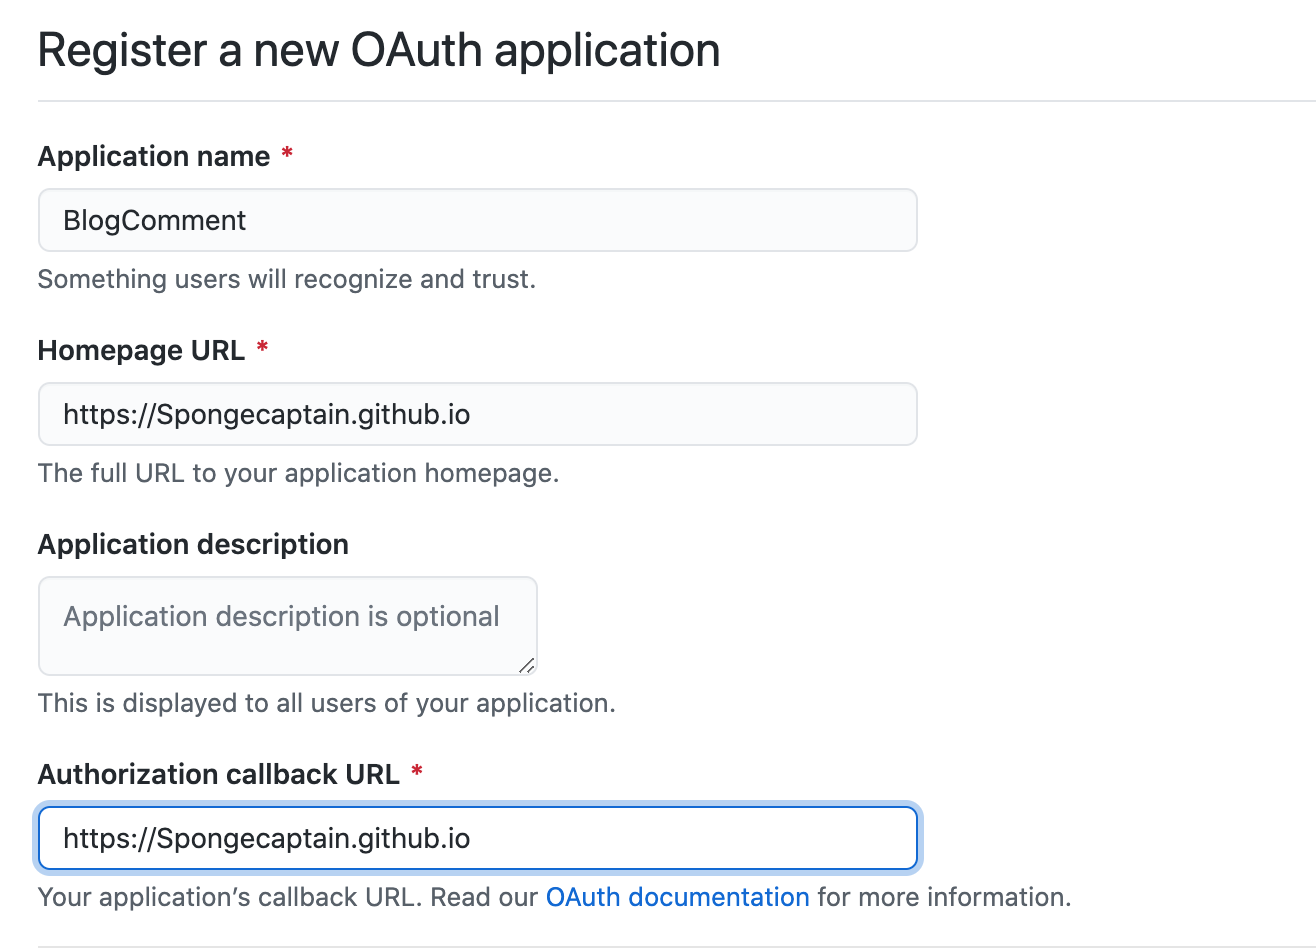 Register a new OAuth application
Application name *
BlogComment
Something users will recognize and trust.
Homepage URL *
https://Spongecaptain.github.io
The full URL to your application homepage.
Application description
Application description is optional
This is displayed to all users of your application.
Authorization callback URL *
https://Spongecaptain.github.io
Your application’s callback URL. Read our OAuth documentation for more information.